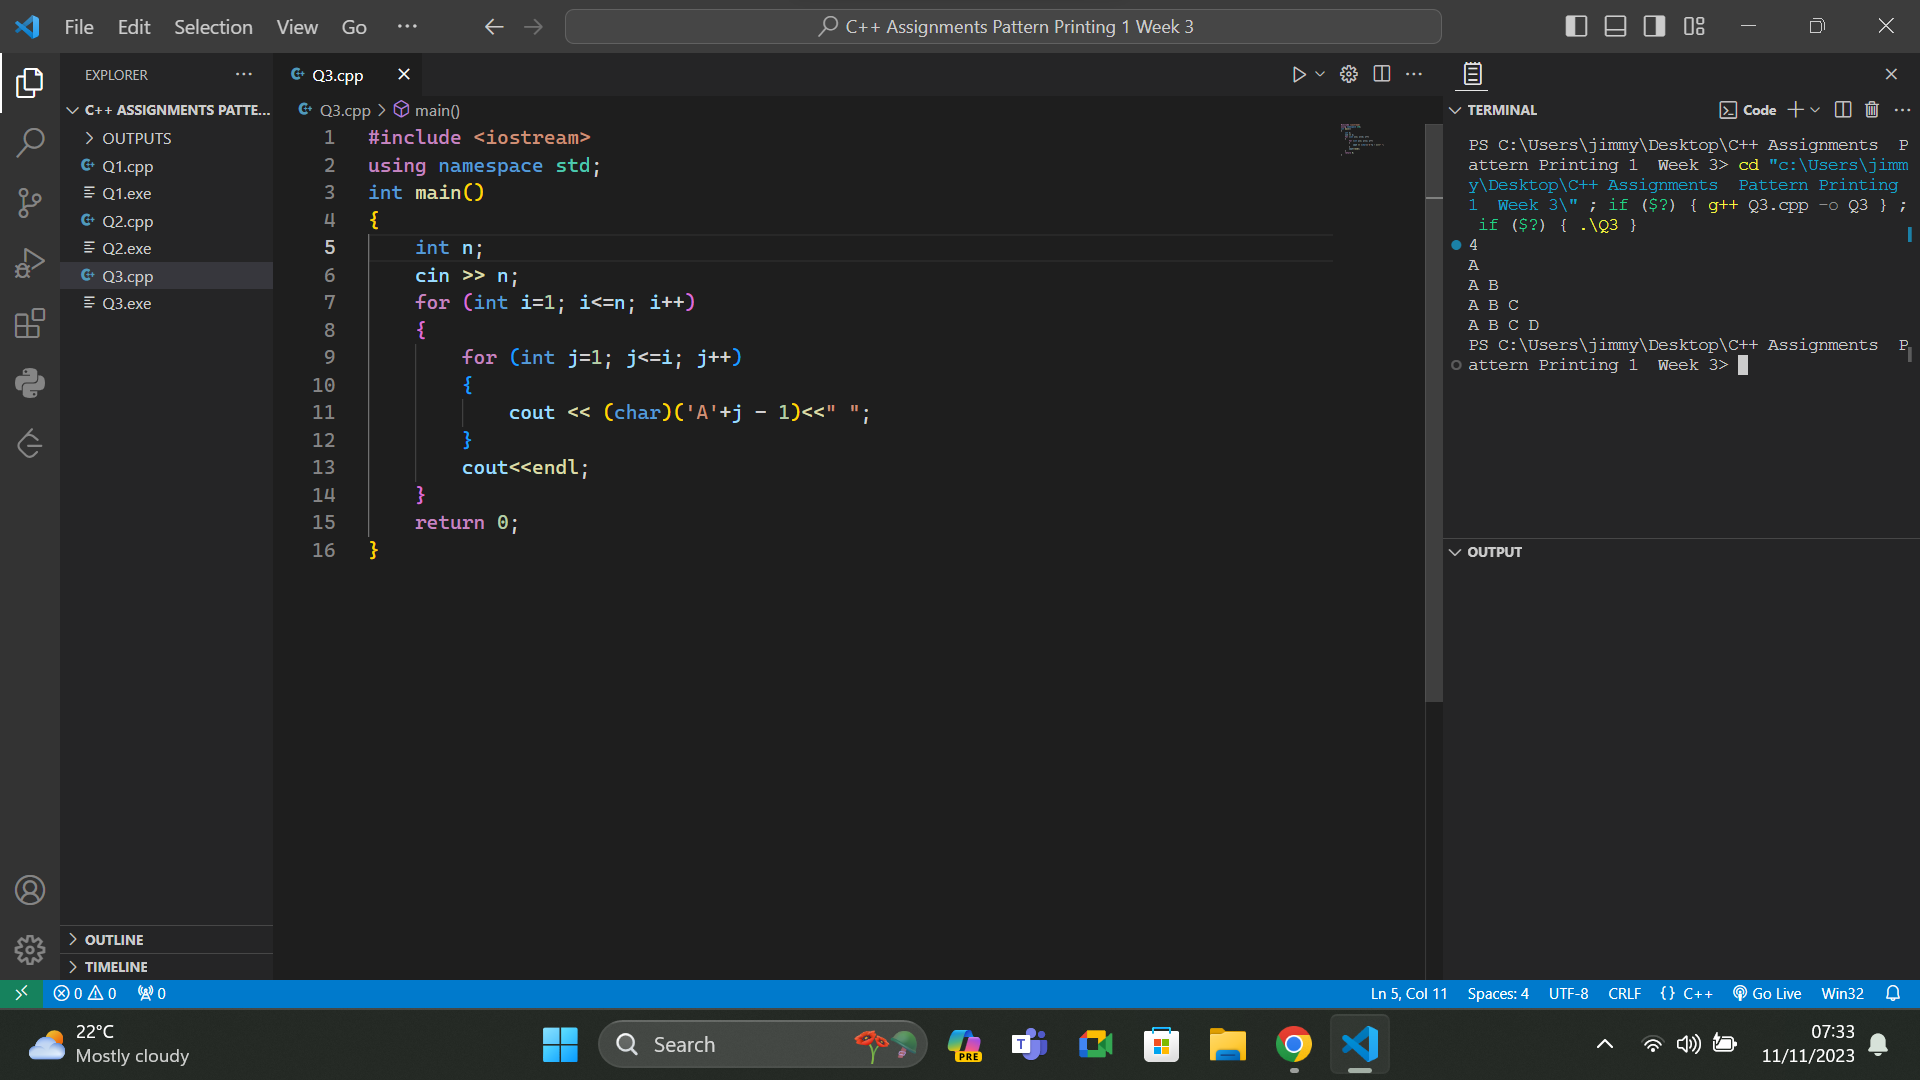 File Edit Selection View Go ··· C++ Assignments Pattern Printing 1 Week 3
EXPLORER ···
C++ ASSIGNMENTS PATTE...
OUTPUTS
Q1.cpp
Q1.exe
Q2.cpp
Q2.exe
Q3.cpp
Q3.exe
OUTLINE
TIMELINE
Q3.cpp
Q3.cpp > main()
1 #include <iostream>
2 using namespace std;
3 int main()
4 {
5     int n;
6     cin >> n;
7     for (int i=1; i<=n; i++)
8     {
9         for (int j=1; j<=i; j++)
10         {
11             cout << (char)('A'+j - 1)<<" ";
12         }
13         cout<<endl;
14     }
15     return 0;
16 }
TERMINAL Code
PS C:\Users\jimmy\Desktop\C++ Assignments  P
attern Printing 1  Week 3> cd "c:\Users\jimm
y\Desktop\C++ Assignments  Pattern Printing
1  Week 3\" ; if ($?) { g++ Q3.cpp -o Q3 } ;
 if ($?) { .\Q3 }
4
A
A B
A B C
A B C D
PS C:\Users\jimmy\Desktop\C++ Assignments  P
attern Printing 1  Week 3>
OUTPUT
0 0 0 Ln 5, Col 11 Spaces: 4 UTF-8 CRLF {} C++ Go Live Win32
22°C
Mostly cloudy
Search
PRE
T
07:33
11/11/2023